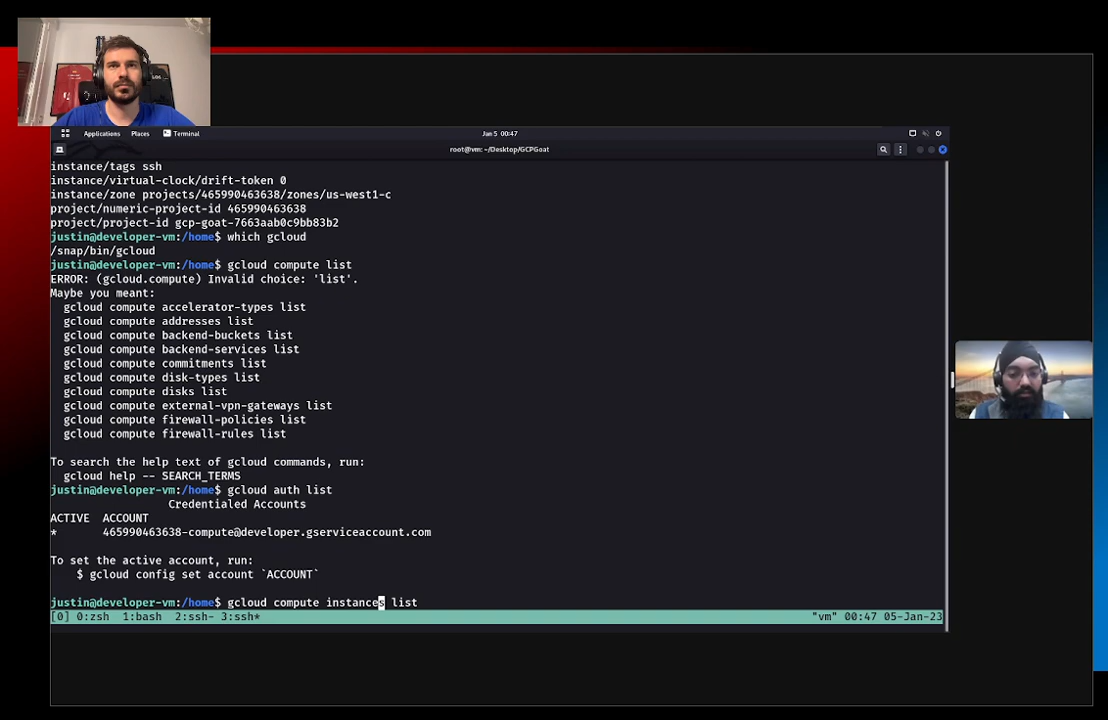 Applications Places Terminal Jan 5 00:47
root@vm: ~/Desktop/GCPGoat
instance/tags ssh
instance/virtual-clock/drift-token 0
instance/zone projects/465990463638/zones/us-west1-c
project/numeric-project-id 465990463638
project/project-id gcp-goat-7663aab0c9bb83b2
justin@developer-vm:/home$ which gcloud
/snap/bin/gcloud
justin@developer-vm:/home$ gcloud compute list
ERROR: (gcloud.compute) Invalid choice: 'list'.
Maybe you meant:
  gcloud compute accelerator-types list
  gcloud compute addresses list
  gcloud compute backend-buckets list
  gcloud compute backend-services list
  gcloud compute commitments list
  gcloud compute disk-types list
  gcloud compute disks list
  gcloud compute external-vpn-gateways list
  gcloud compute firewall-policies list
  gcloud compute firewall-rules list
To search the help text of gcloud commands, run:
  gcloud help -- SEARCH_TERMS
justin@developer-vm:/home$ gcloud auth list
Credentialed Accounts
ACTIVE ACCOUNT
* 465990463638-compute@developer.gserviceaccount.com
To set the active account, run:
    $ gcloud config set account `ACCOUNT`
justin@developer-vm:/home$ gcloud compute instances list
[0] 0:zsh 1:bash 2:ssh- 3:ssh* "vm" 00:47 05-Jan-23